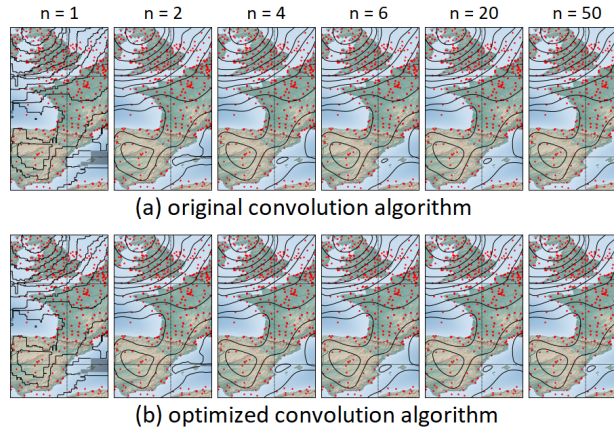 n = 1 n = 2 n = 4 n = 6 n = 20 n = 50
(a) original convolution algorithm
(b) optimized convolution algorithm